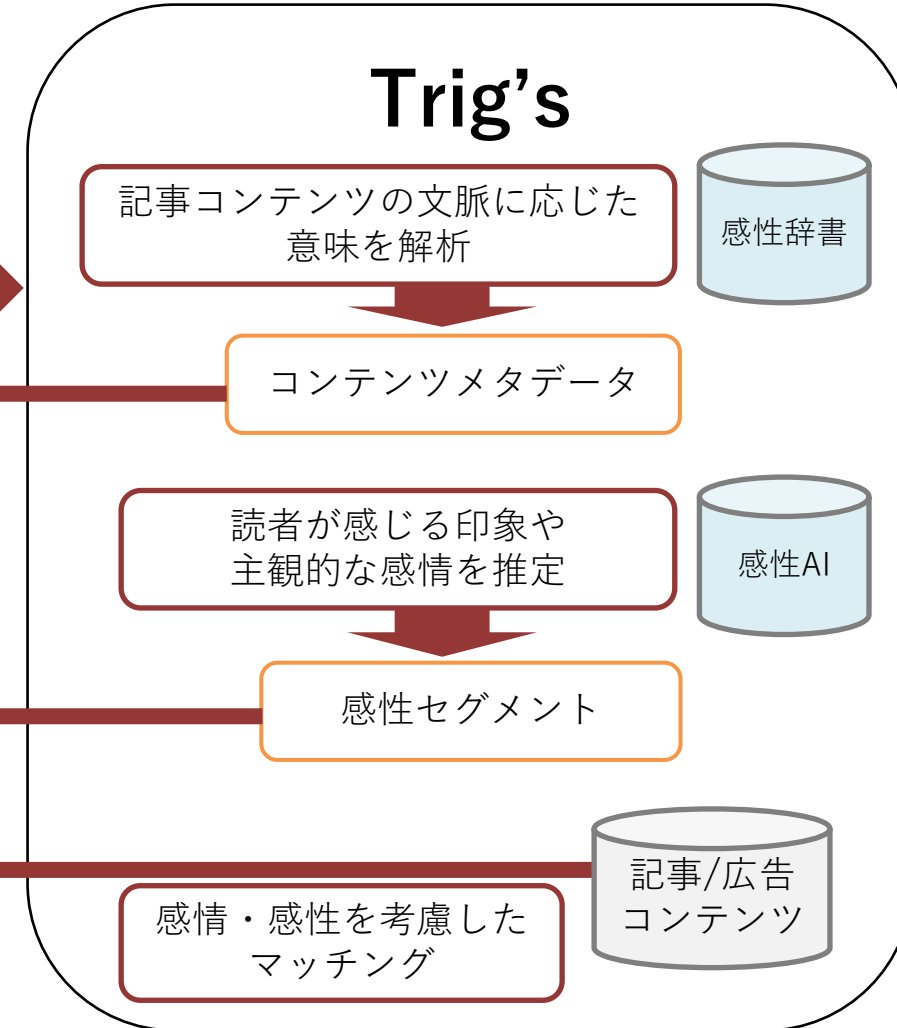 Trig’s
記事コンテンツの文脈に応じた
意味を解析
感性辞書
コンテンツメタデータ
読者が感じる印象や
主観的な感情を推定
感性AI
感性セグメント
記事/広告
コンテンツ
感情・感性を考慮した
マッチング